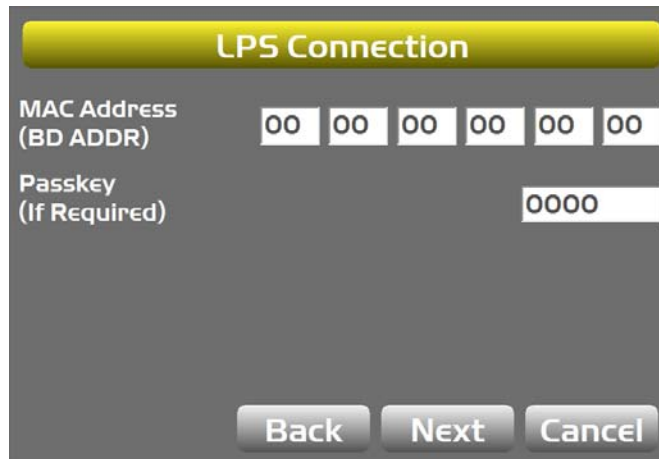 LPS Connection
MAC Address
(BD ADDR)
00 00 00 00 00 00
Passkey
(If Required)
0000
Back Next Cancel